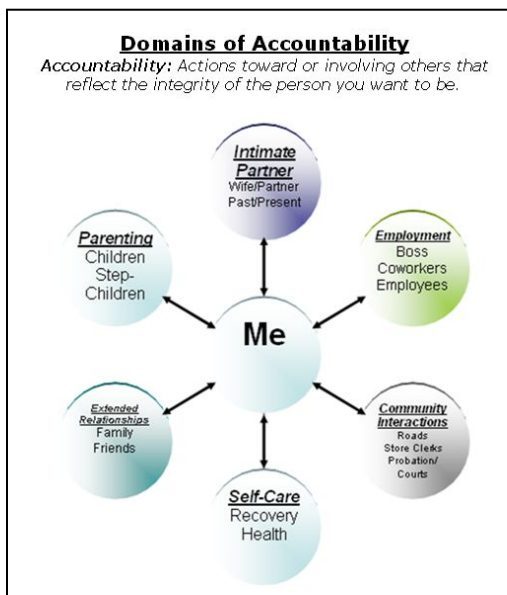 Domains of Accountability
Accountability: Actions toward or involving others that
reflect the integrity of the person you want to be.
Intimate
Partner
Wife/Partner
Past/Present
Parenting
Children
Step-
Children
Employment
Boss
Coworkers
Employees
Me
Extended
Relationships
Family
Friends
Community
Interactions
Roads
Store Clerks
Probation/
Courts
Self-Care
Recovery
Health